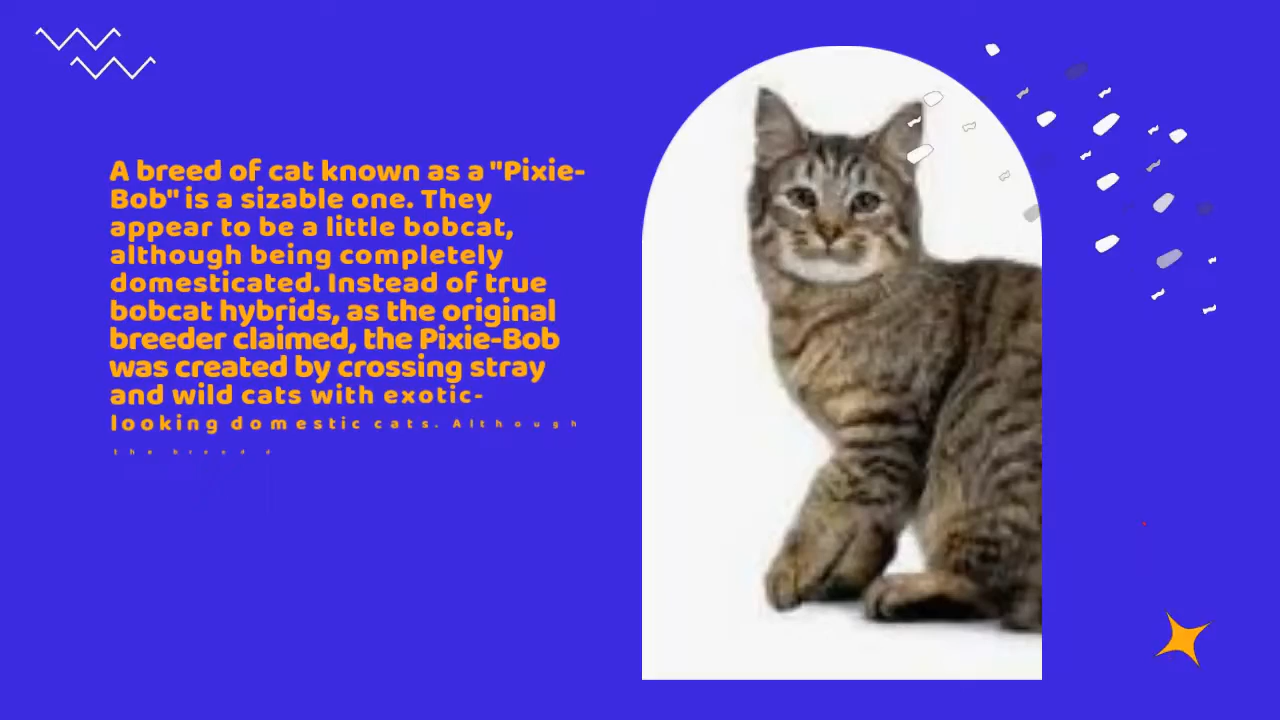 A breed of cat known as a "Pixie-
Bob" is a sizable one. They
appear to be a little bobcat,
although being completely
domesticated. Instead of true
bobcat hybrids, as the original
breeder claimed, the Pixie-Bob
was created by crossing stray
and wild cats with exotic-
looking domestic cats. Although
the breed